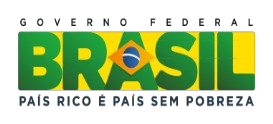 GOVERNO FEDERAL
BRASIL
PAÍS RICO É PAÍS SEM POBREZA